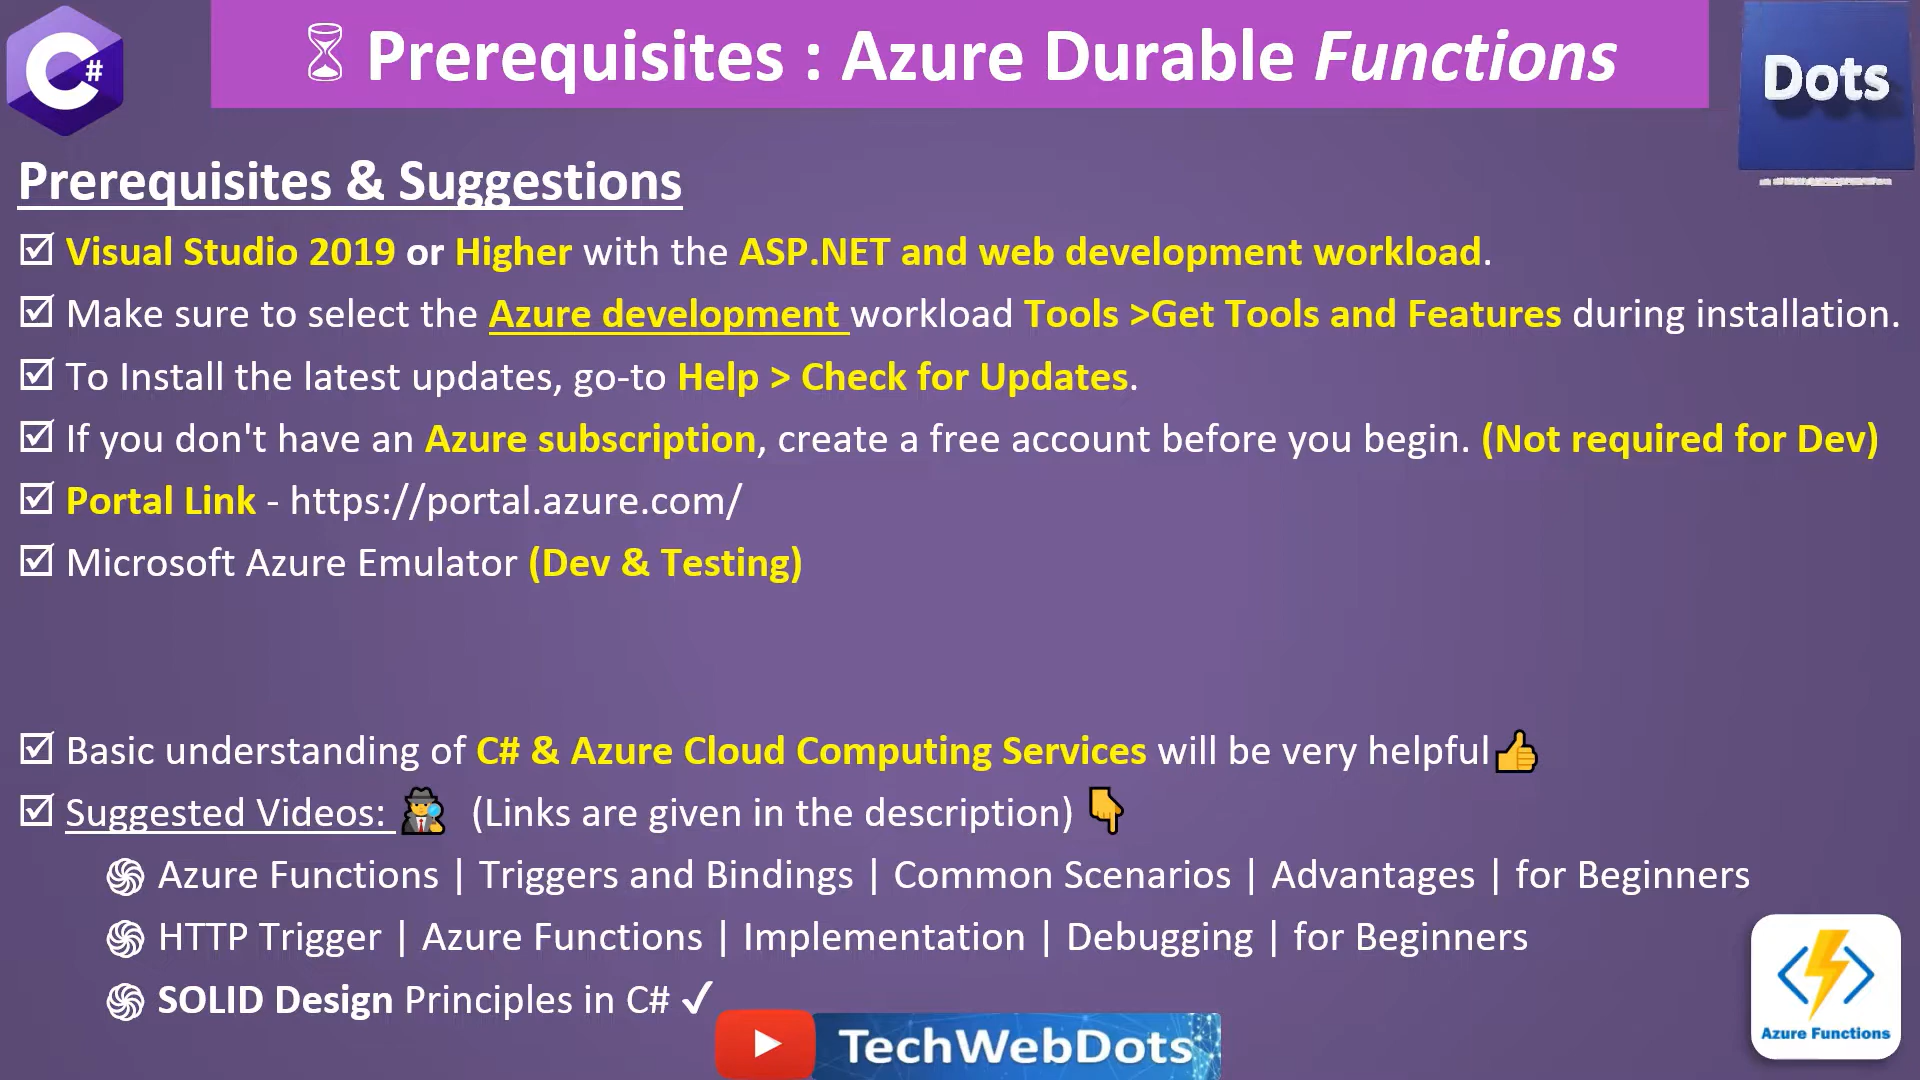 C#
⏳ Prerequisites : Azure Durable Functions
Dots
Prerequisites & Suggestions
☑ Visual Studio 2019 or Higher with the ASP.NET and web development workload.
☑ Make sure to select the Azure development workload Tools >Get Tools and Features during installation.
☑ To Install the latest updates, go-to Help > Check for Updates.
☑ If you don't have an Azure subscription, create a free account before you begin. (Not required for Dev)
☑ Portal Link - https://portal.azure.com/
☑ Microsoft Azure Emulator (Dev & Testing)
☑ Basic understanding of C# & Azure Cloud Computing Services will be very helpful👍
☑ Suggested Videos: 🕵 (Links are given in the description) 👇
Azure Functions | Triggers and Bindings | Common Scenarios | Advantages | for Beginners
HTTP Trigger | Azure Functions | Implementation | Debugging | for Beginners
SOLID Design Principles in C# ✓
Azure Functions
TechWebDots